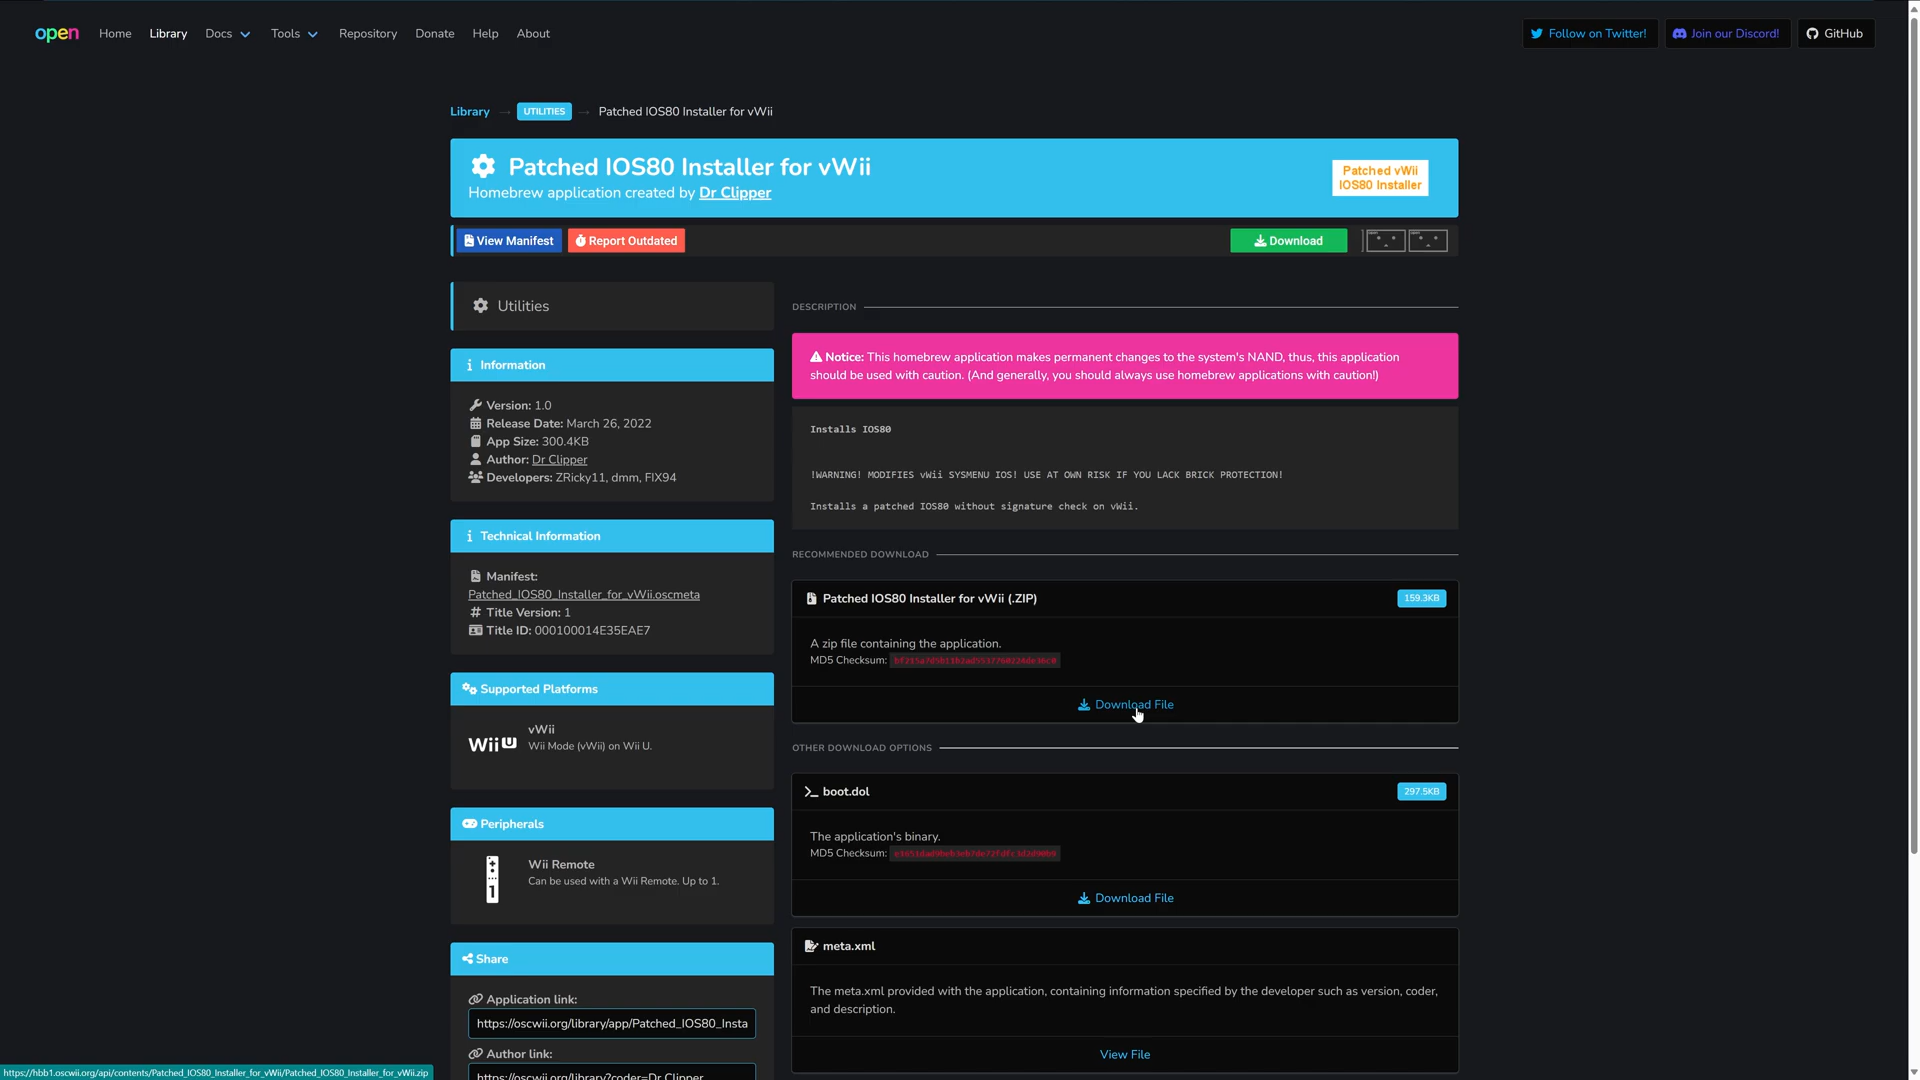 open Home Library Docs Tools Repository Donate Help About Follow on Twitter! Join our Discord! GitHub
Library → UTILITIES → Patched IOS80 Installer for vWii
Patched IOS80 Installer for vWii
Homebrew application created by Dr Clipper
Patched vWii
IOS80 Installer
View Manifest Report Outdated Download
Utilities
Information
Version: 1.0
Release Date: March 26, 2022
App Size: 300.4KB
Author: Dr Clipper
Developers: ZRicky11, dmm, FIX94
Technical Information
Manifest:
Patched_IOS80_Installer_for_vWii.oscmeta
Title Version: 1
Title ID: 000100014E35EAE7
Supported Platforms
WiiU
vWii
Wii Mode (vWii) on Wii U.
Peripherals
1
Wii Remote
Can be used with a Wii Remote. Up to 1.
Share
Application link:
https://oscwii.org/library/app/Patched_IOS80_Insta
Author link:
https://oscwii.org/library?coder=Dr Clipper
DESCRIPTION
Notice: This homebrew application makes permanent changes to the system's NAND, thus, this application
should be used with caution. (And generally, you should always use homebrew applications with caution!)
Installs IOS80
!WARNING! MODIFIES vWii SYSMENU IOS! USE AT OWN RISK IF YOU LACK BRICK PROTECTION!
Installs a patched IOS80 without signature check on vWii.
RECOMMENDED DOWNLOAD
Patched IOS80 Installer for vWii (.ZIP) 159.3KB
A zip file containing the application.
MD5 Checksum:
Download File
OTHER DOWNLOAD OPTIONS
boot.dol 297.5KB
The application's binary.
MD5 Checksum:
Download File
meta.xml
The meta.xml provided with the application, containing information specified by the developer such as version, coder,
and description.
View File
https://hbb1.oscwii.org/api/contents/Patched_IOS80_Installer_for_vWii/Patched_IOS80_Installer_for_vWii.zip